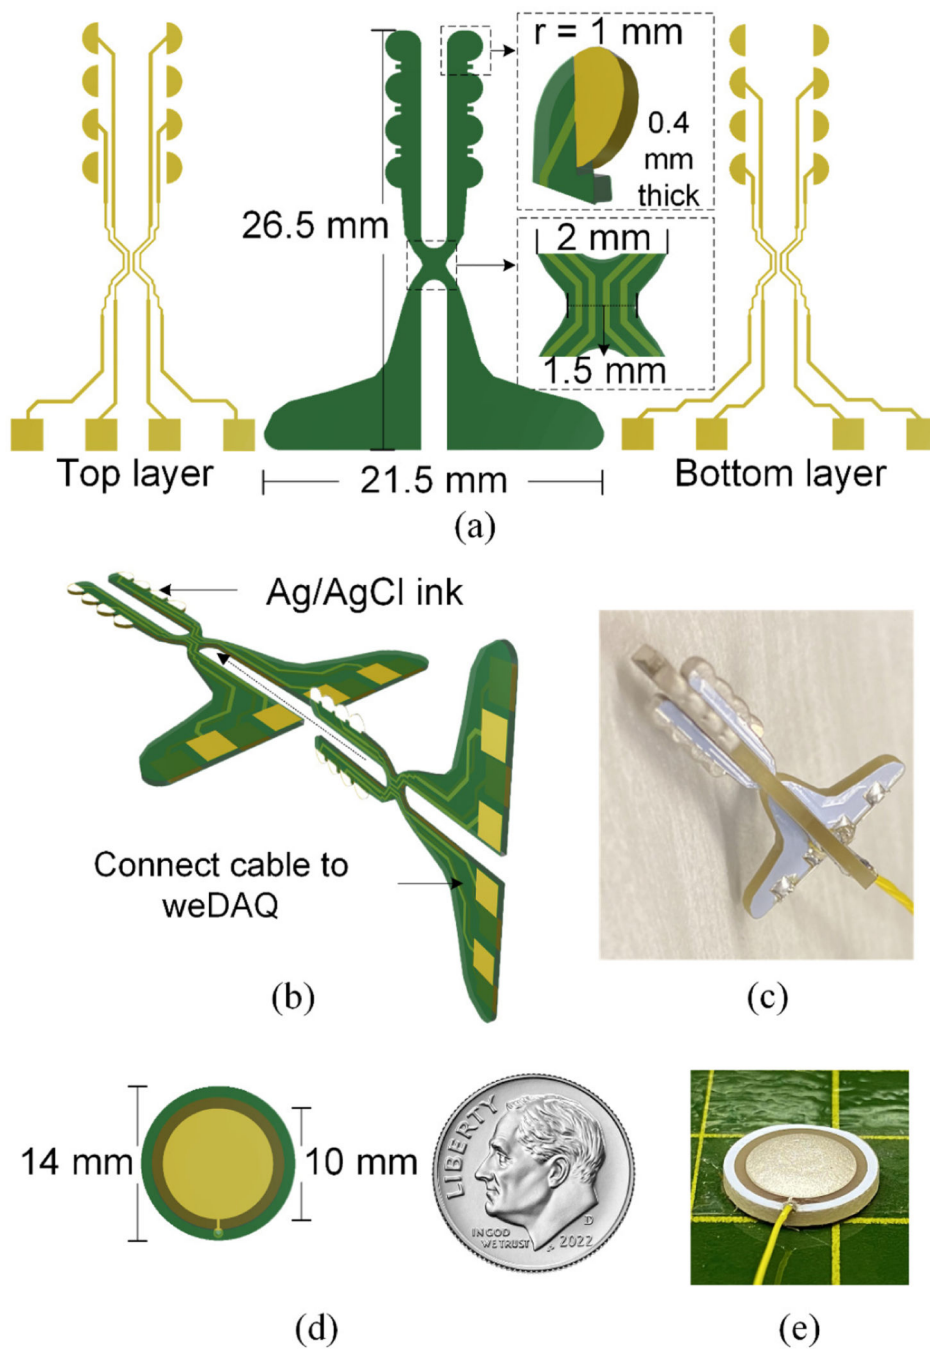 r = 1 mm
0.4
mm
thick
26.5 mm
2 mm
1.5 mm
Top layer
21.5 mm
Bottom layer
(a)
Ag/AgCl ink
Connect cable to
weDAQ
(b)
(c)
14 mm
10 mm
LIBERTY
IN GOD
WE TRUST
D
2022
(d)
(e)